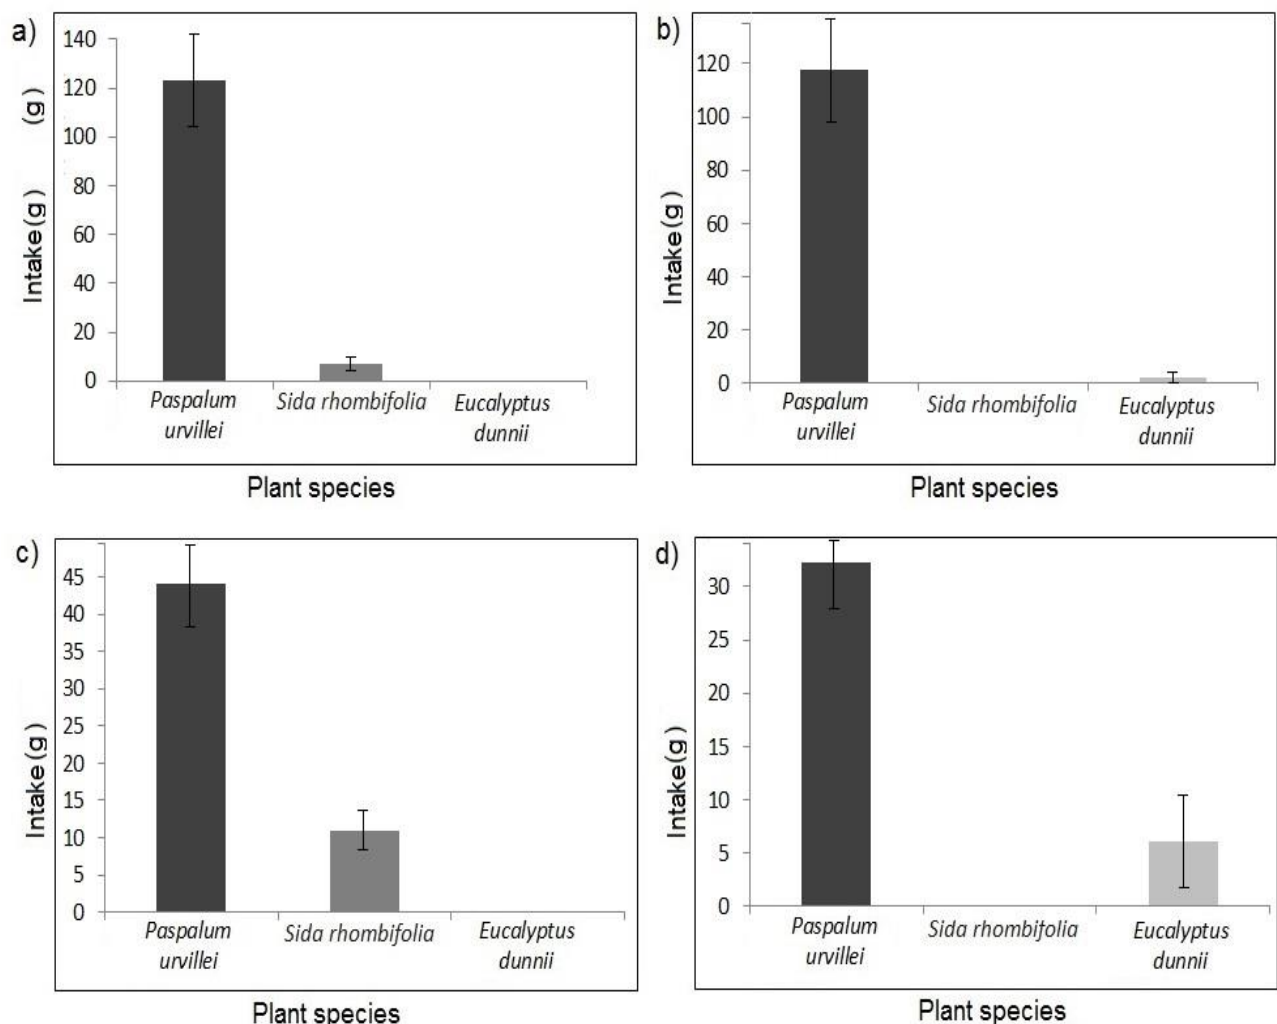 a)
140
120
100
80
60
40
20
0
Intake(g) (g)
Paspalum urvillei
Sida rhombifolia
Eucalyptus dunnii
Plant species
b)
120
100
80
60
40
20
0
Intake(g)
Paspalum urvillei
Sida rhombifolia
Eucalyptus dunnii
Plant species
c)
45
40
35
30
25
20
15
10
5
0
Intake(g)
Paspalum urvillei
Sida rhombifolia
Eucalyptus dunnii
Plant species
d)
30
25
20
15
10
5
0
Intake(g)
Paspalum urvillei
Sida rhombifolia
Eucalyptus dunnii
Plant species